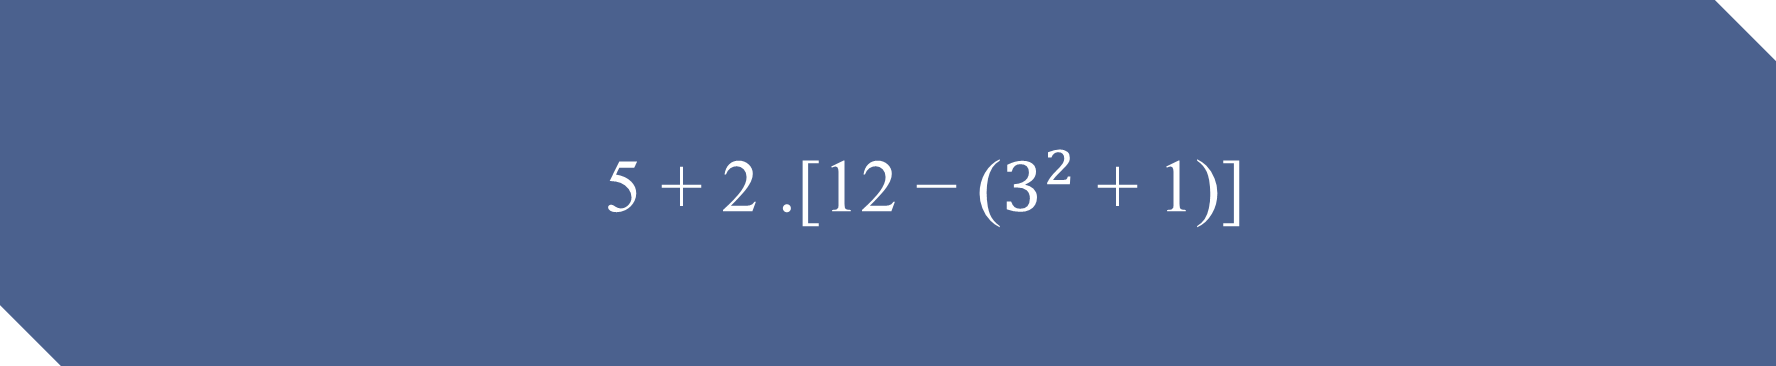 5 + 2 .[12 − (3² + 1)]